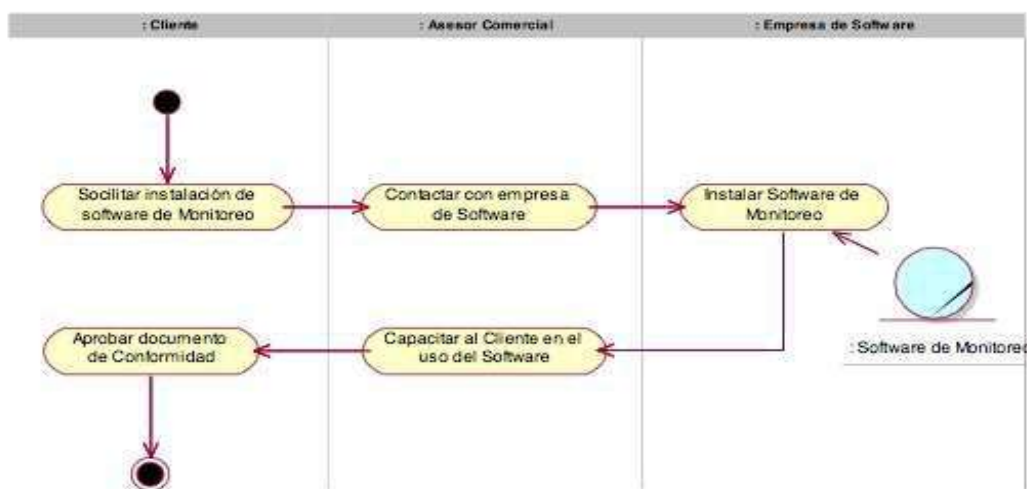 : Cliente
: Asesor Comercial
: Empresa de Software
Socilitar instalación de
software de Monitoreo
Contactar con empresa
de Software
Instalar Software de
Monitoreo
Aprobar documento
de Conformidad
Capacitar al Cliente en el
uso del Software
: Software de Monitoreo